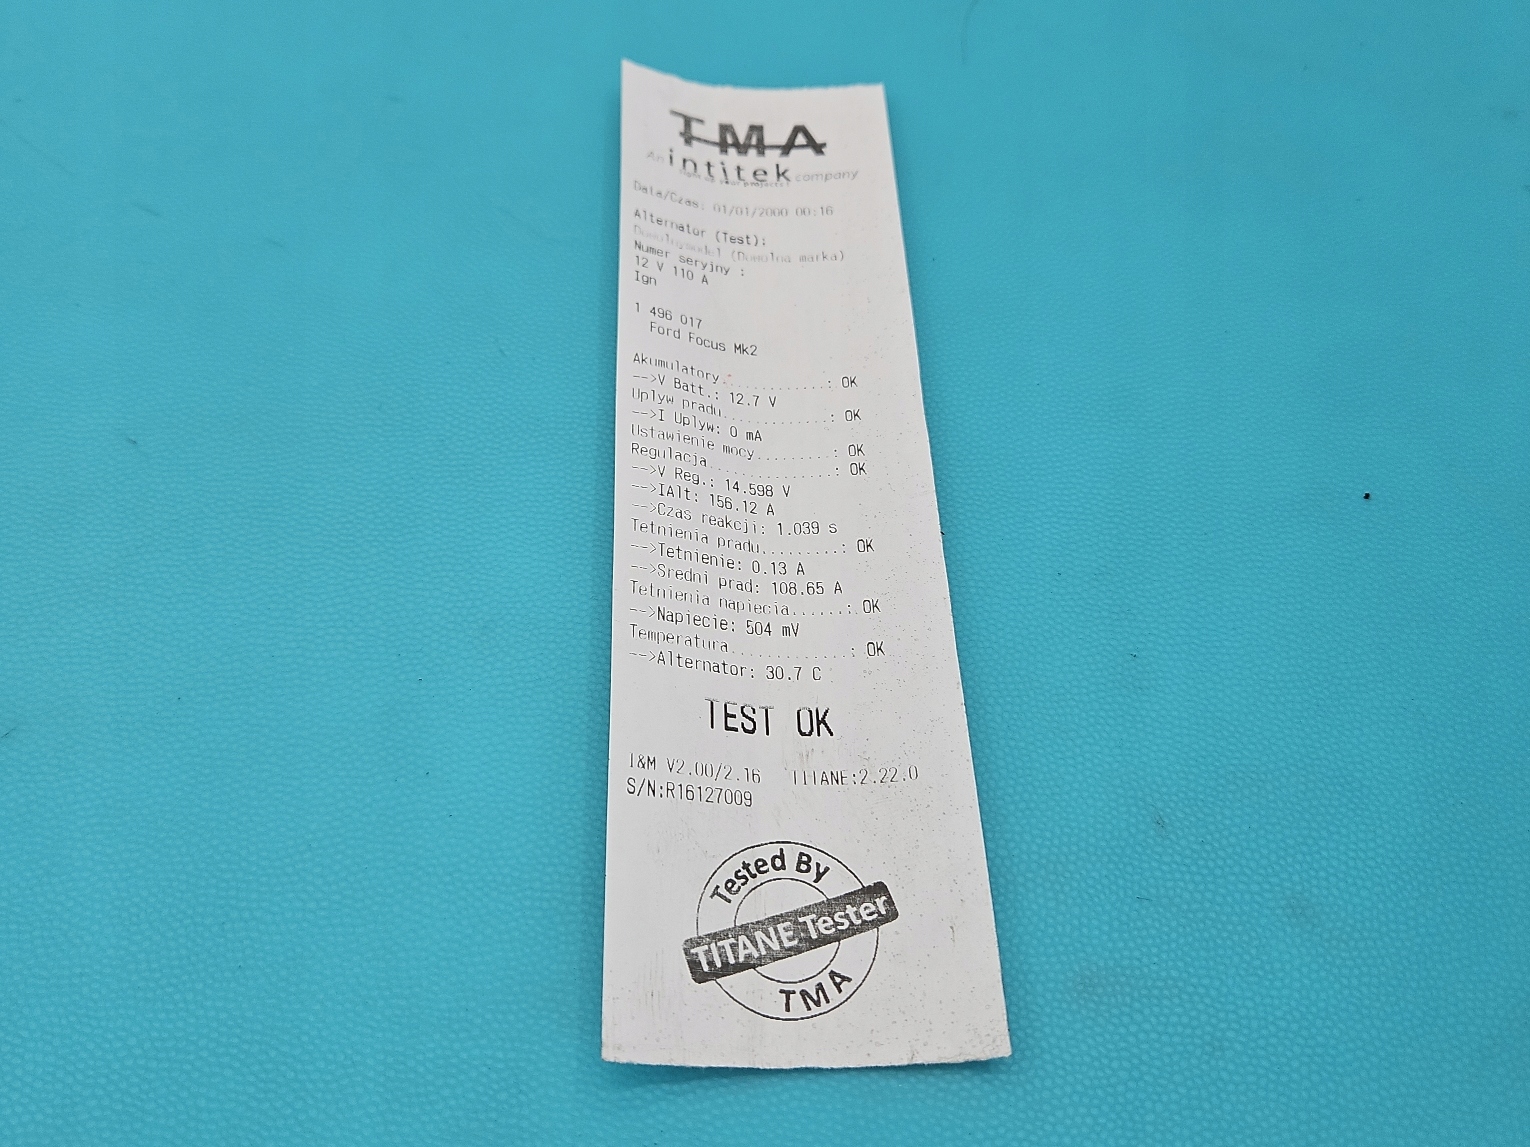 TMA
An intitek company
Data/Czas: 01/01/2000 00:16
Alternator (Test):
(Dowolna marka)
Numer seryjny :
12 V 110 A
Ign
1 496 017
Ford Focus Mk2
Akumulatory..............: OK
-->V Batt.: 12.7 V
Uplyw pradu..............: OK
-->I Uplyw: 0 mA
Ustawienie mocy..........: OK
Regulacja................: OK
-->V Reg.: 14.598 V
-->IAlt: 156.12 A
-->Czas reakcji: 1.039 s
Tetnienia pradu..........: OK
-->Tetnienie: 0.13 A
-->Sredni prad: 108.65 A
Tetnienia napiecia.......: OK
-->Napiecie: 504 mV
Temperatura..............: OK
-->Alternator: 30.7 C
TEST OK
I&M V2.00/2.16 TITANE:2.22.0
S/N:R16127009
Tested By
TITANE Tester
TMA